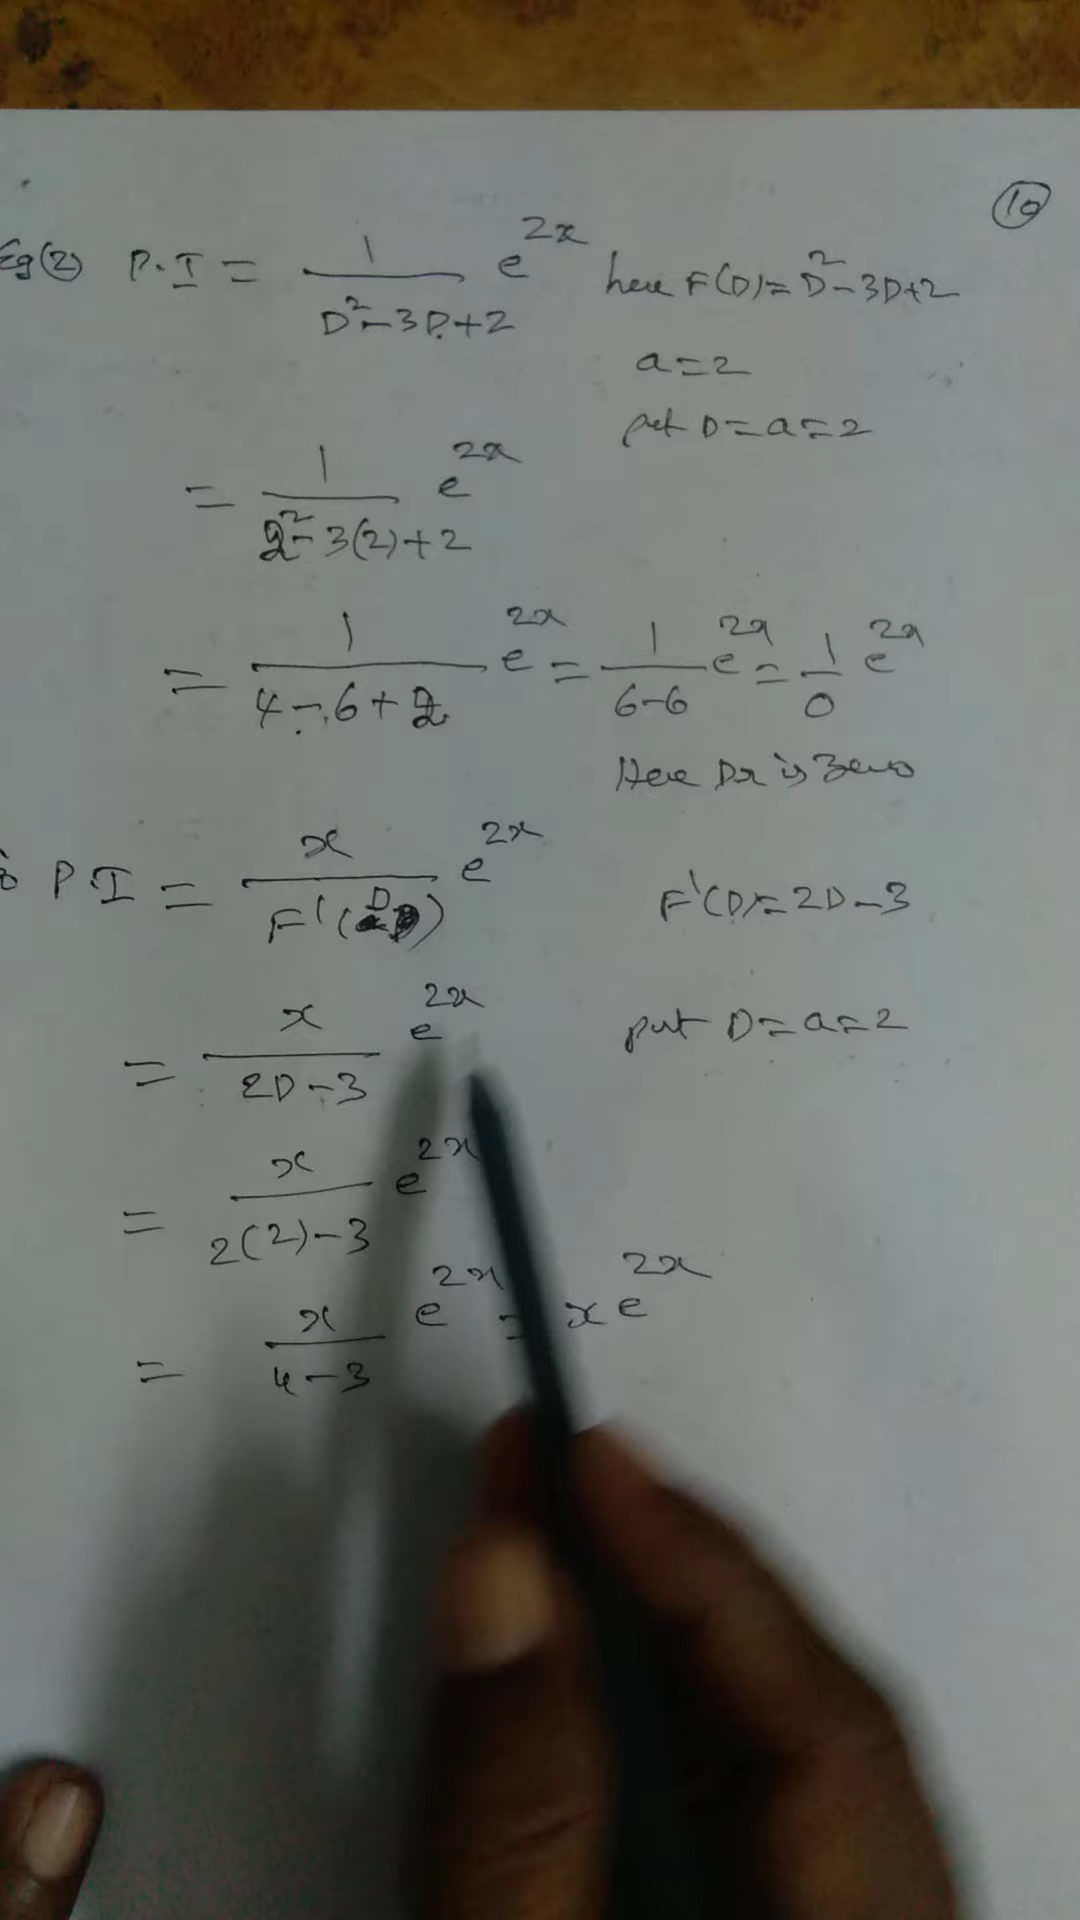 10
Eg(2) P.I = 1/(D²-3D+2) e^2x here F(D)=D²-3D+2
a=2
put D=a=2
= 1/(2²-3(2)+2) e^2x
= 1/(4-6+2) e^2x = 1/(6-6) e^2x = 1/0 e^2x
Here Dr is Zero
P.I = x/F'(D) e^2x F'(D)=2D-3
= x/(2D-3) e^2x put D=a=2
= x/(2(2)-3) e^2x
= x/(4-3) e^2x = x e^2x